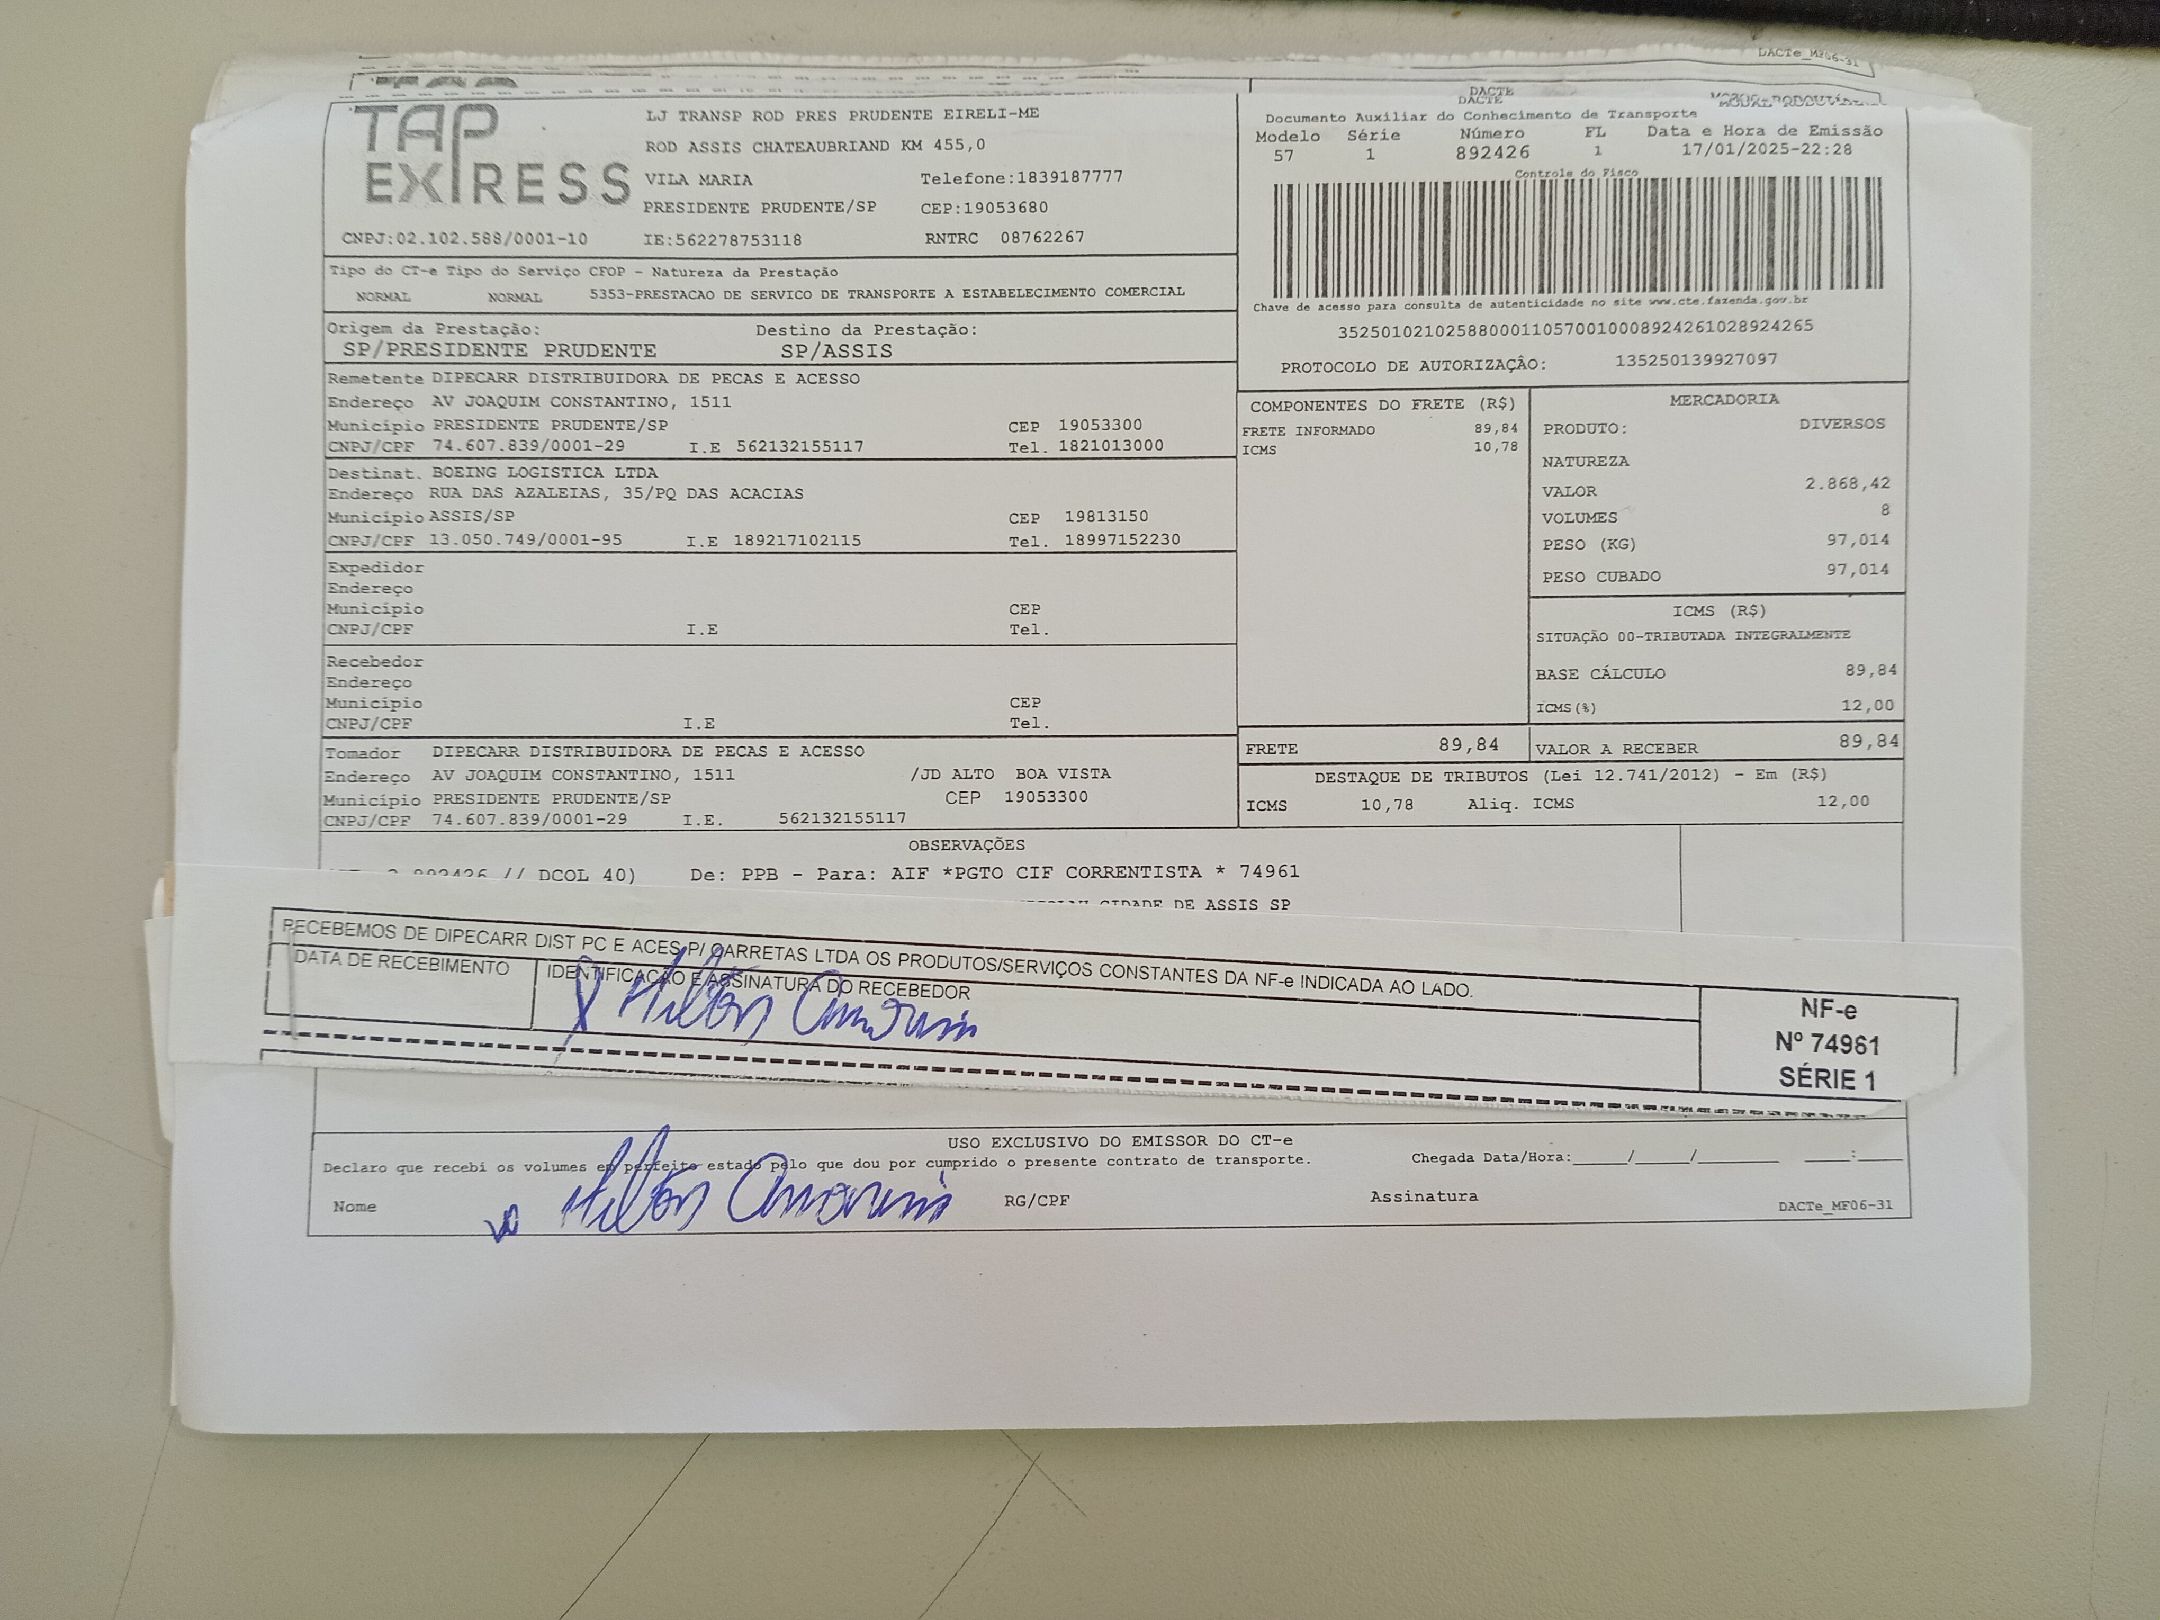 DACTe_MF06-31
TAP EXPRESS
LJ TRANSP ROD PRES PRUDENTE EIRELI-ME
ROD ASSIS CHATEAUBRIAND KM 455,0
VILA MARIA Telefone:1839187777
PRESIDENTE PRUDENTE/SP CEP:19053680
CNPJ:02.102.588/0001-10 IE:562278753118 RNTRC 08762267
DACTE
DACTE
Documento Auxiliar do Conhecimento de Transporte
Modelo Série Número FL Data e Hora de Emissão
57 1 892426 1 17/01/2025-22:28
Controle do Fisco
Chave de acesso para consulta de autenticidade no site www.cte.fazenda.gov.br
35250102102588000110570010008924261028924265
PROTOCOLO DE AUTORIZAÇÂO: 135250139927097
Tipo do CT-e Tipo do Serviço CFOP - Natureza da Prestação
NORMAL NORMAL 5353-PRESTACAO DE SERVICO DE TRANSPORTE A ESTABELECIMENTO COMERCIAL
Origem da Prestação: Destino da Prestação:
SP/PRESIDENTE PRUDENTE SP/ASSIS
Remetente DIPECARR DISTRIBUIDORA DE PECAS E ACESSO
Endereço AV JOAQUIM CONSTANTINO, 1511
Município PRESIDENTE PRUDENTE/SP CEP 19053300
CNPJ/CPF 74.607.839/0001-29 I.E 562132155117 Tel. 1821013000
Destinat. BOEING LOGISTICA LTDA
Endereço RUA DAS AZALEIAS, 35/PQ DAS ACACIAS
Município ASSIS/SP CEP 19813150
CNPJ/CPF 13.050.749/0001-95 I.E 189217102115 Tel. 18997152230
Expedidor
Endereço
Município CEP
CNPJ/CPF I.E Tel.
Recebedor
Endereço
Município CEP
CNPJ/CPF I.E Tel.
Tomador DIPECARR DISTRIBUIDORA DE PECAS E ACESSO
Endereço AV JOAQUIM CONSTANTINO, 1511 /JD ALTO BOA VISTA
Município PRESIDENTE PRUDENTE/SP CEP 19053300
CNPJ/CPF 74.607.839/0001-29 I.E. 562132155117
COMPONENTES DO FRETE (R$)
FRETE INFORMADO 89,84
ICMS 10,78
MERCADORIA
PRODUTO: DIVERSOS
NATUREZA
VALOR 2.868,42
VOLUMES 8
PESO (KG) 97,014
PESO CUBADO 97,014
ICMS (R$)
SITUAÇÃO 00-TRIBUTADA INTEGRALMENTE
BASE CÁLCULO 89,84
ICMS(%) 12,00
FRETE 89,84 VALOR A RECEBER 89,84
DESTAQUE DE TRIBUTOS (Lei 12.741/2012) - Em (R$)
ICMS 10,78 Aliq. ICMS 12,00
OBSERVAÇÕES
892426 // DCOL 40) De: PPB - Para: AIF *PGTO CIF CORRENTISTA * 74961
CIDADE DE ASSIS SP
RECEBEMOS DE DIPECARR DIST PC E ACES P/ CARRETAS LTDA OS PRODUTOS/SERVIÇOS CONSTANTES DA NF-e INDICADA AO LADO.
DATA DE RECEBIMENTO IDENTIFICAÇÃO E ASSINATURA DO RECEBEDOR
Hilton Amorim
NF-e
Nº 74961
SÉRIE 1
USO EXCLUSIVO DO EMISSOR DO CT-e
Declaro que recebi os volumes em perfeito estado pelo que dou por cumprido o presente contrato de transporte. Chegada Data/Hora:_____/_____/________ _____:_____
Nome Hilton Amorim RG/CPF Assinatura
DACTe_MF06-31